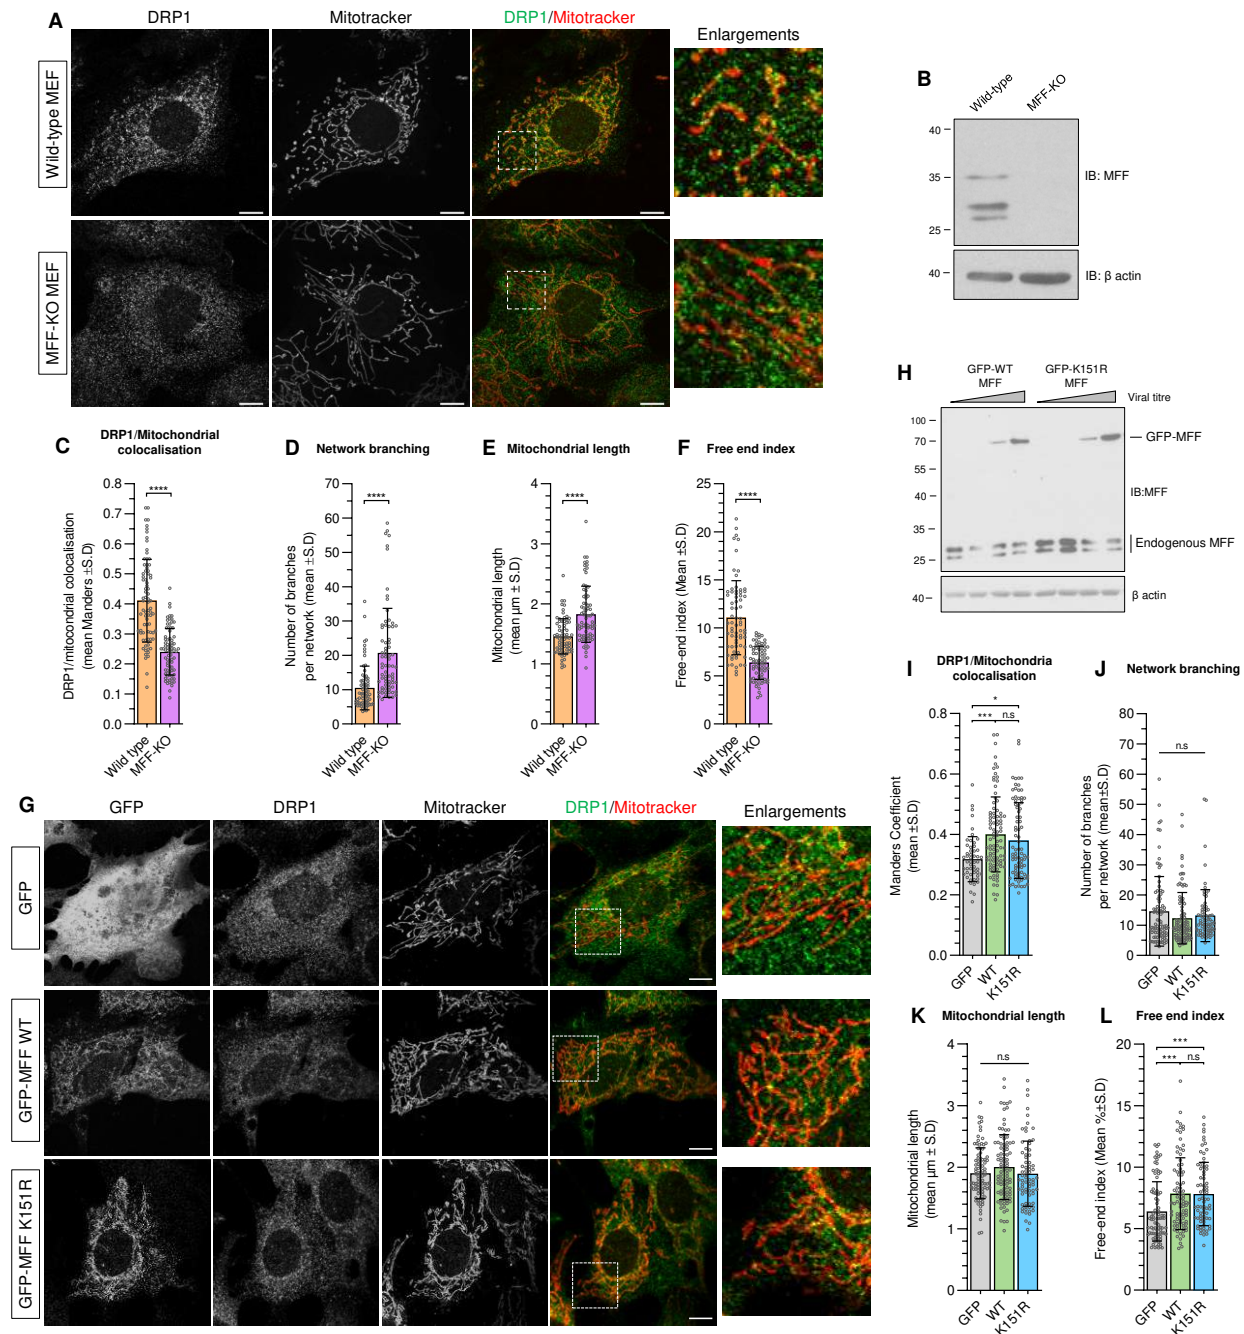 A
DRP1
Mitotracker
DRP1/Mitotracker
Enlargements
Wild-type MEF
MFF-KO MEF
B
Wild-type
MFF-KO
40
35
25
IB: MFF
40
IB: β actin
C
DRP1/Mitochondrial
colocalisation
DRP1/mitocondrial colocalisation
(mean Manders ±S.D)
0.8
0.7
0.6
0.5
0.4
0.3
0.2
0.1
0.0
****
Wild type
MFF-KO
D
Network branching
Number of branches
per network (mean ±S.D)
70
60
50
40
30
20
10
0
****
Wild type
MFF-KO
E
Mitochondrial length
Mitochondrial length
(mean µm ± S.D)
4
3
2
1
0
****
Wild type
MFF-KO
F
Free end index
Free-end index (Mean ±S.D)
25
20
15
10
5
0
****
Wild type
MFF-KO
G
GFP
DRP1
Mitotracker
DRP1/Mitotracker
Enlargements
GFP
GFP-MFF WT
GFP-MFF K151R
H
GFP-WT
MFF
GFP-K151R
MFF
Viral titre
100
70
55
40
35
25
GFP-MFF
IB:MFF
Endogenous MFF
40
β actin
I
DRP1/Mitochondria
colocalisation
Manders Coefficient
(mean ±S.D)
0.8
0.6
0.4
0.2
0.0
*
*** n.s
GFP
WT
K151R
J
Network branching
Number of branches
per network (mean±S.D)
80
70
60
50
40
30
20
10
0
n.s
GFP
WT
K151R
K
Mitochondrial length
Mitochondrial length
(mean µm ± S.D)
4
3
2
1
0
n.s
GFP
WT
K151R
L
Free end index
Free-end index (Mean %±S.D)
20
15
10
5
0
***
*** n.s
GFP
WT
K151R